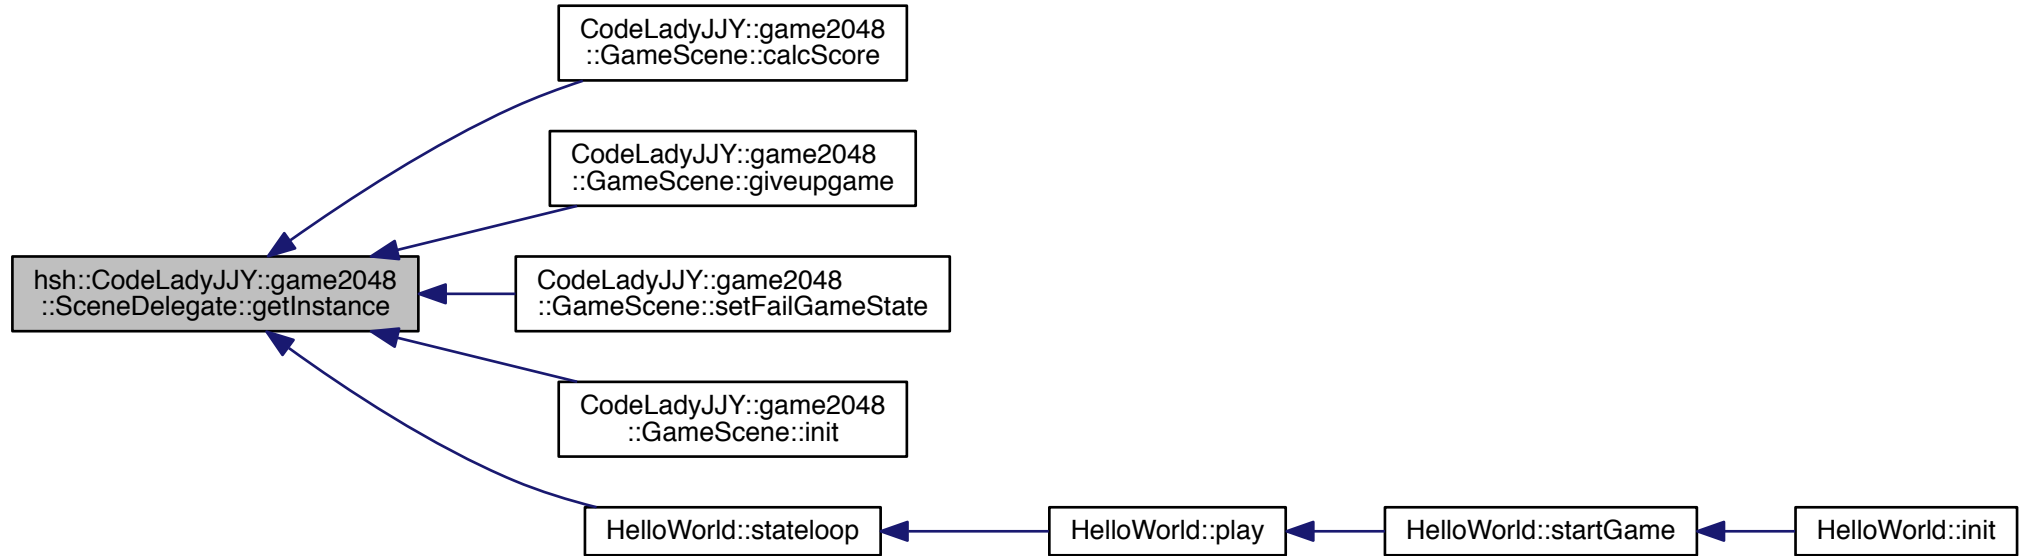 CodeLadyJJY::game2048
::GameScene::calcScore
CodeLadyJJY::game2048
::GameScene::giveupgame
hsh::CodeLadyJJY::game2048
::SceneDelegate::getInstance
CodeLadyJJY::game2048
::GameScene::setFailGameState
CodeLadyJJY::game2048
::GameScene::init
HelloWorld::stateloop
HelloWorld::play
HelloWorld::startGame
HelloWorld::init